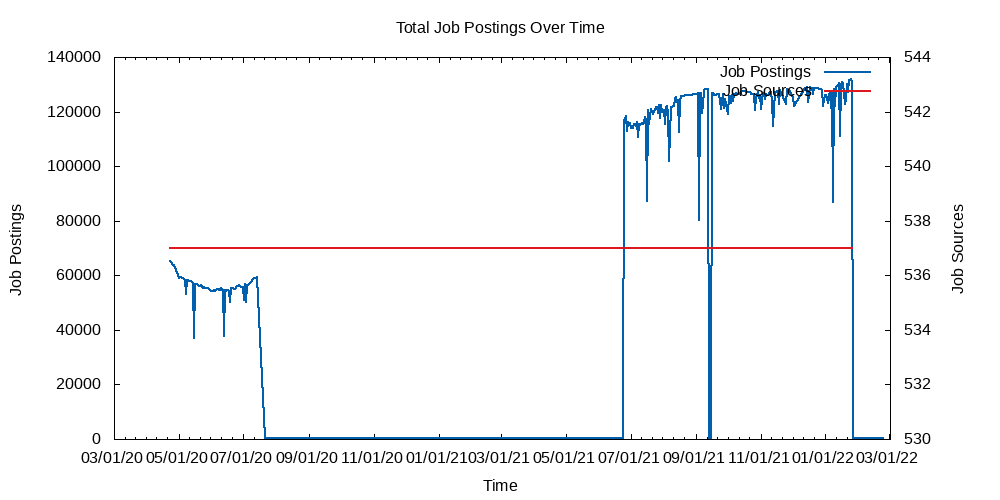 Total Job Postings Over Time
140000
120000
100000
80000
60000
40000
20000
0
544
542
540
538
536
534
532
530
Job Postings
Job Sources
Job Postings
Job Sources
03/01/20 05/01/20 07/01/20 09/01/20 11/01/20 01/01/21 03/01/21 05/01/21 07/01/21 09/01/21 11/01/21 01/01/22 03/01/22
Time